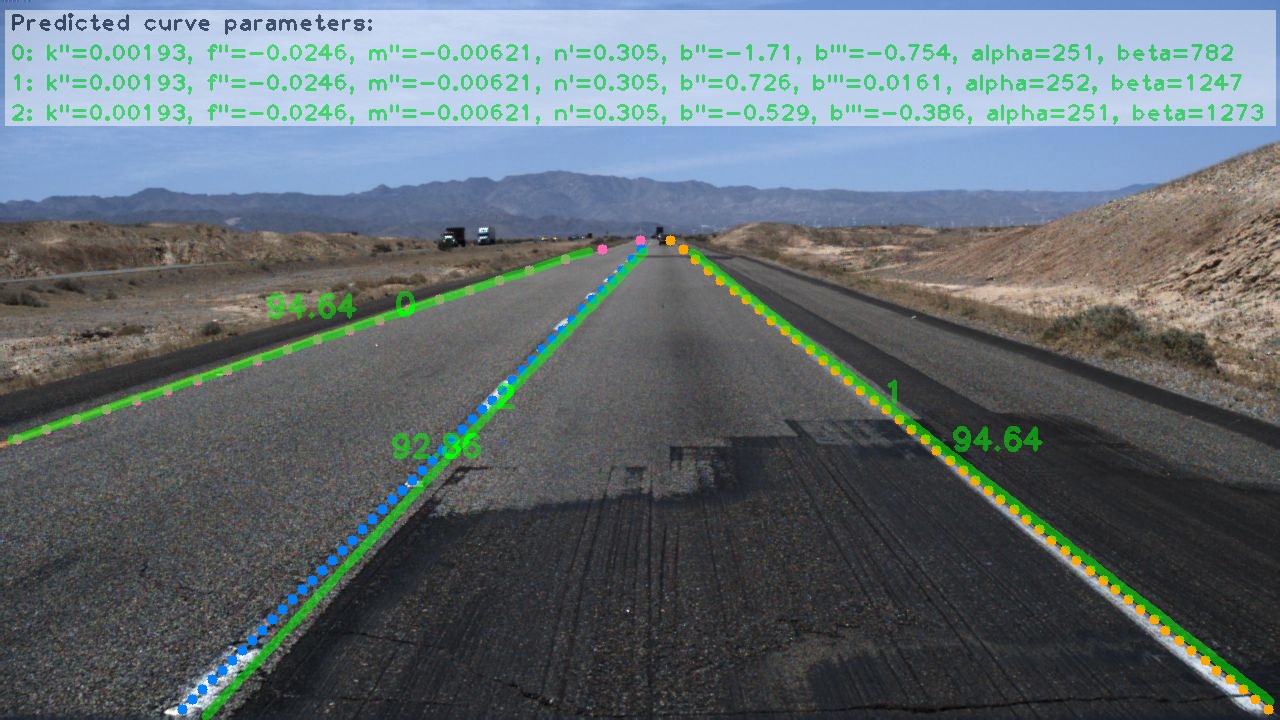 Predicted curve parameters:
0: k''=0.00193, f''=-0.0246, m''=-0.00621, n'=0.305, b''=-1.71, b'''=-0.754, alpha=251, beta=782
1: k''=0.00193, f''=-0.0246, m''=-0.00621, n'=0.305, b''=0.726, b'''=0.0161, alpha=252, beta=1247
2: k''=0.00193, f''=-0.0246, m''=-0.00621, n'=0.305, b''=-0.529, b'''=-0.386, alpha=251, beta=1273
94.64 0
2 1
92.86 94.64